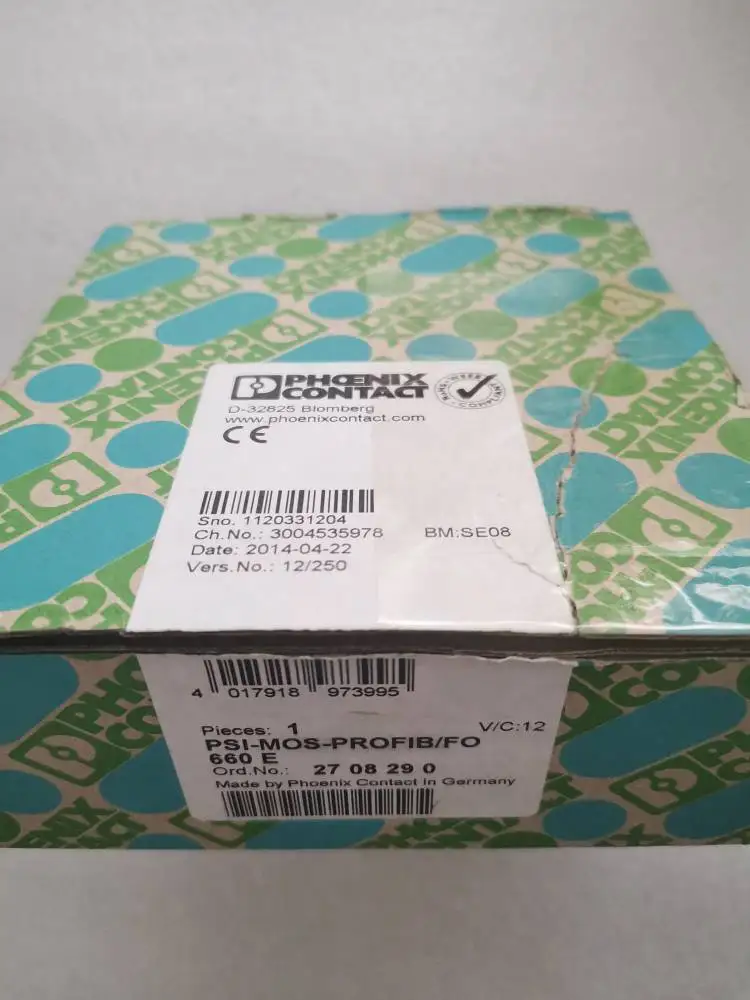 PHŒNIX
CONTACT
D-32825 Blomberg
www.phoenixcontact.com
CE
Sno. 1120331204
Ch.No.: 3004535978 BM:SE08
Date: 2014-04-22
Vers.No.: 12/250
4 017918 973995
Pieces: 1 V/C:12
PSI-MOS-PROFIB/FO
660 E
Ord.No.: 27 08 29 0
Made by Phoenix Contact in Germany